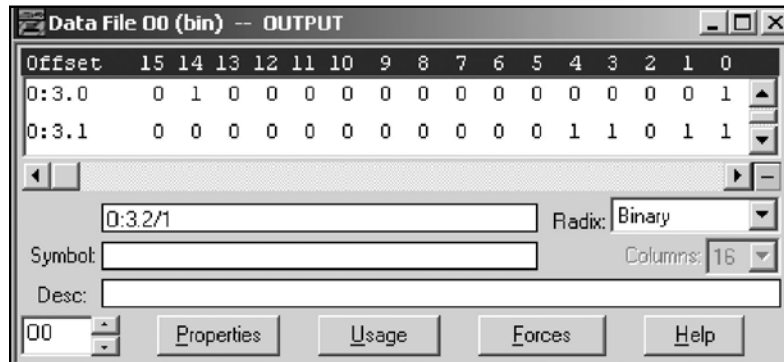 Data File O0 (bin) -- OUTPUT
Offset 15 14 13 12 11 10 9 8 7 6 5 4 3 2 1 0
O:3.0 0 1 0 0 0 0 0 0 0 0 0 0 0 0 0 1
O:3.1 0 0 0 0 0 0 0 0 0 0 0 1 1 0 1 1
O:3.2/1 Radix: Binary
Symbol: Columns: 16
Desc:
O0 Properties Usage Forces Help